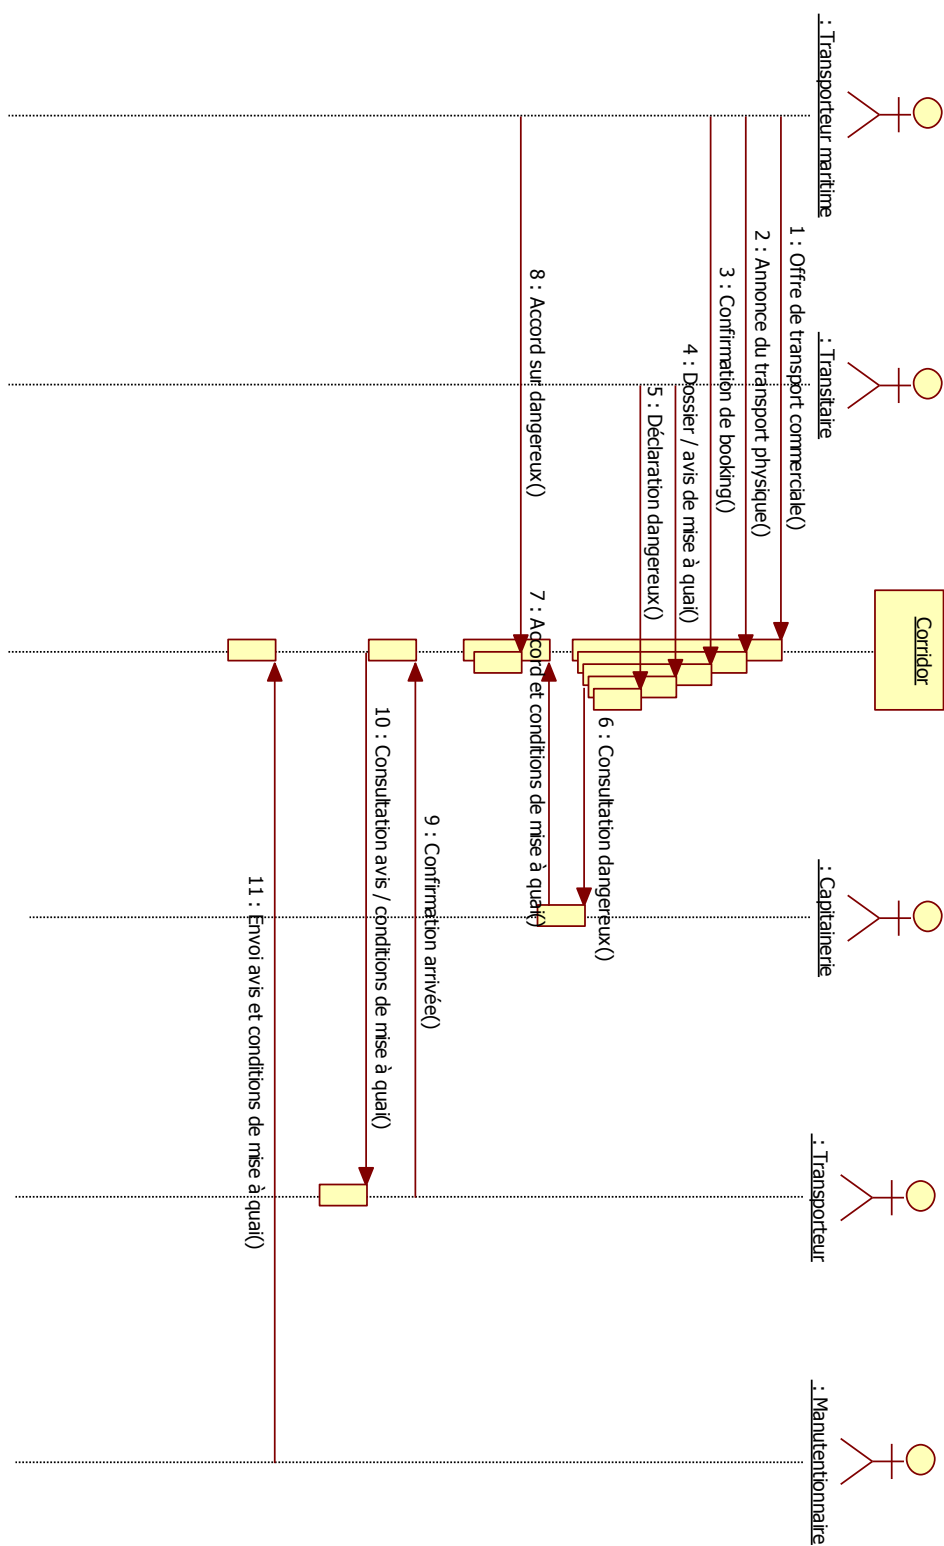 : Transporteur maritime
: Transitaire
Corridor
: Capitainerie
: Transporteur
: Manutentionnaire
1 : Offre de transport commerciale()
2 : Annonce du transport physique()
3 : Confirmation de booking()
4 : Dossier / avis de mise à quai()
5 : Déclaration dangereux()
6 : Consultation dangereux()
7 : Accord et conditions de mise à quai()
8 : Accord sur dangereux()
9 : Confirmation arrivée()
10 : Consultation avis / conditions de mise à quai()
11 : Envoi avis et conditions de mise à quai()